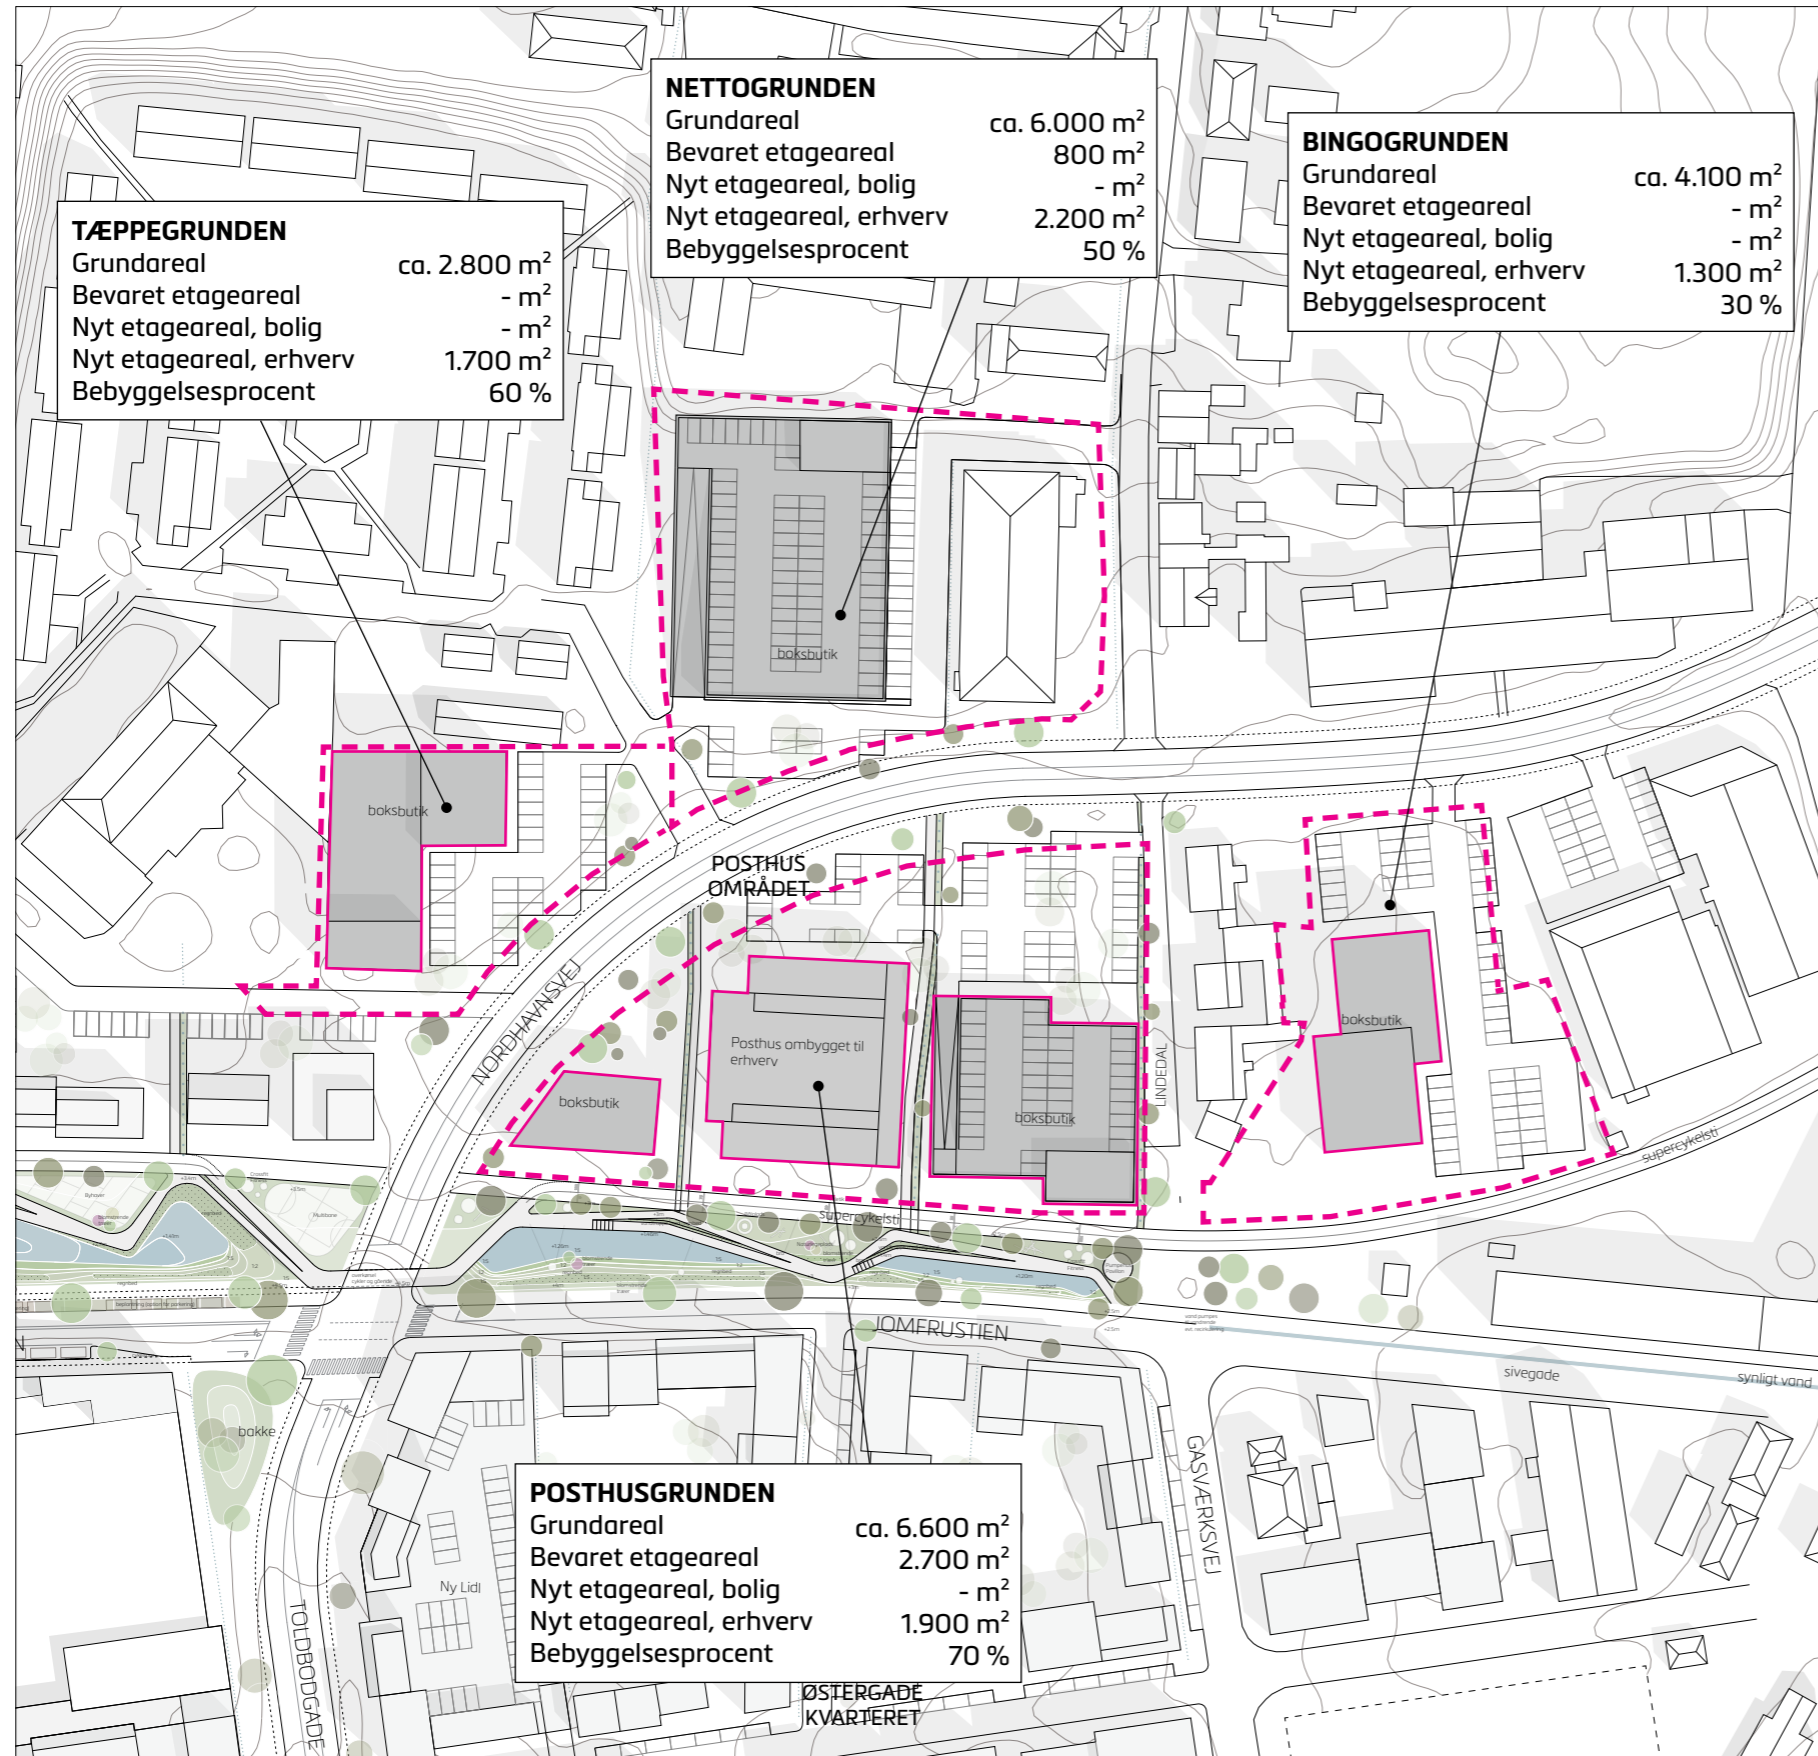 NETTOGRUNDEN
Grundareal ca. 6.000 m²
Bevaret etageareal 800 m²
Nyt etageareal, bolig - m²
Nyt etageareal, erhverv 2.200 m²
Bebyggelsesprocent 50 %
BINGOGRUNDEN
Grundareal ca. 4.100 m²
Bevaret etageareal - m²
Nyt etageareal, bolig - m²
Nyt etageareal, erhverv 1.300 m²
Bebyggelsesprocent 30 %
TÆPPEGRUNDEN
Grundareal ca. 2.800 m²
Bevaret etageareal - m²
Nyt etageareal, bolig - m²
Nyt etageareal, erhverv 1.700 m²
Bebyggelsesprocent 60 %
boksbutik
boksbutik
POSTHUS
OMRÅDET
NORDHAVNSVEJ
Posthus ombygget til
erhverv
boksbutik
boksbutik
boksbutik
LINDEDAL
supercykelsti
supercykelsti
JOMFRUSTIEN
sivegade
synligt vand
bakke
GASVÆRKSVEJ
POSTHUSGRUNDEN
Grundareal ca. 6.600 m²
Bevaret etageareal 2.700 m²
Nyt etageareal, bolig - m²
Nyt etageareal, erhverv 1.900 m²
Bebyggelsesprocent 70 %
Ny Lidl
TOLDBODGADE
ØSTERGADE
KVARTERET